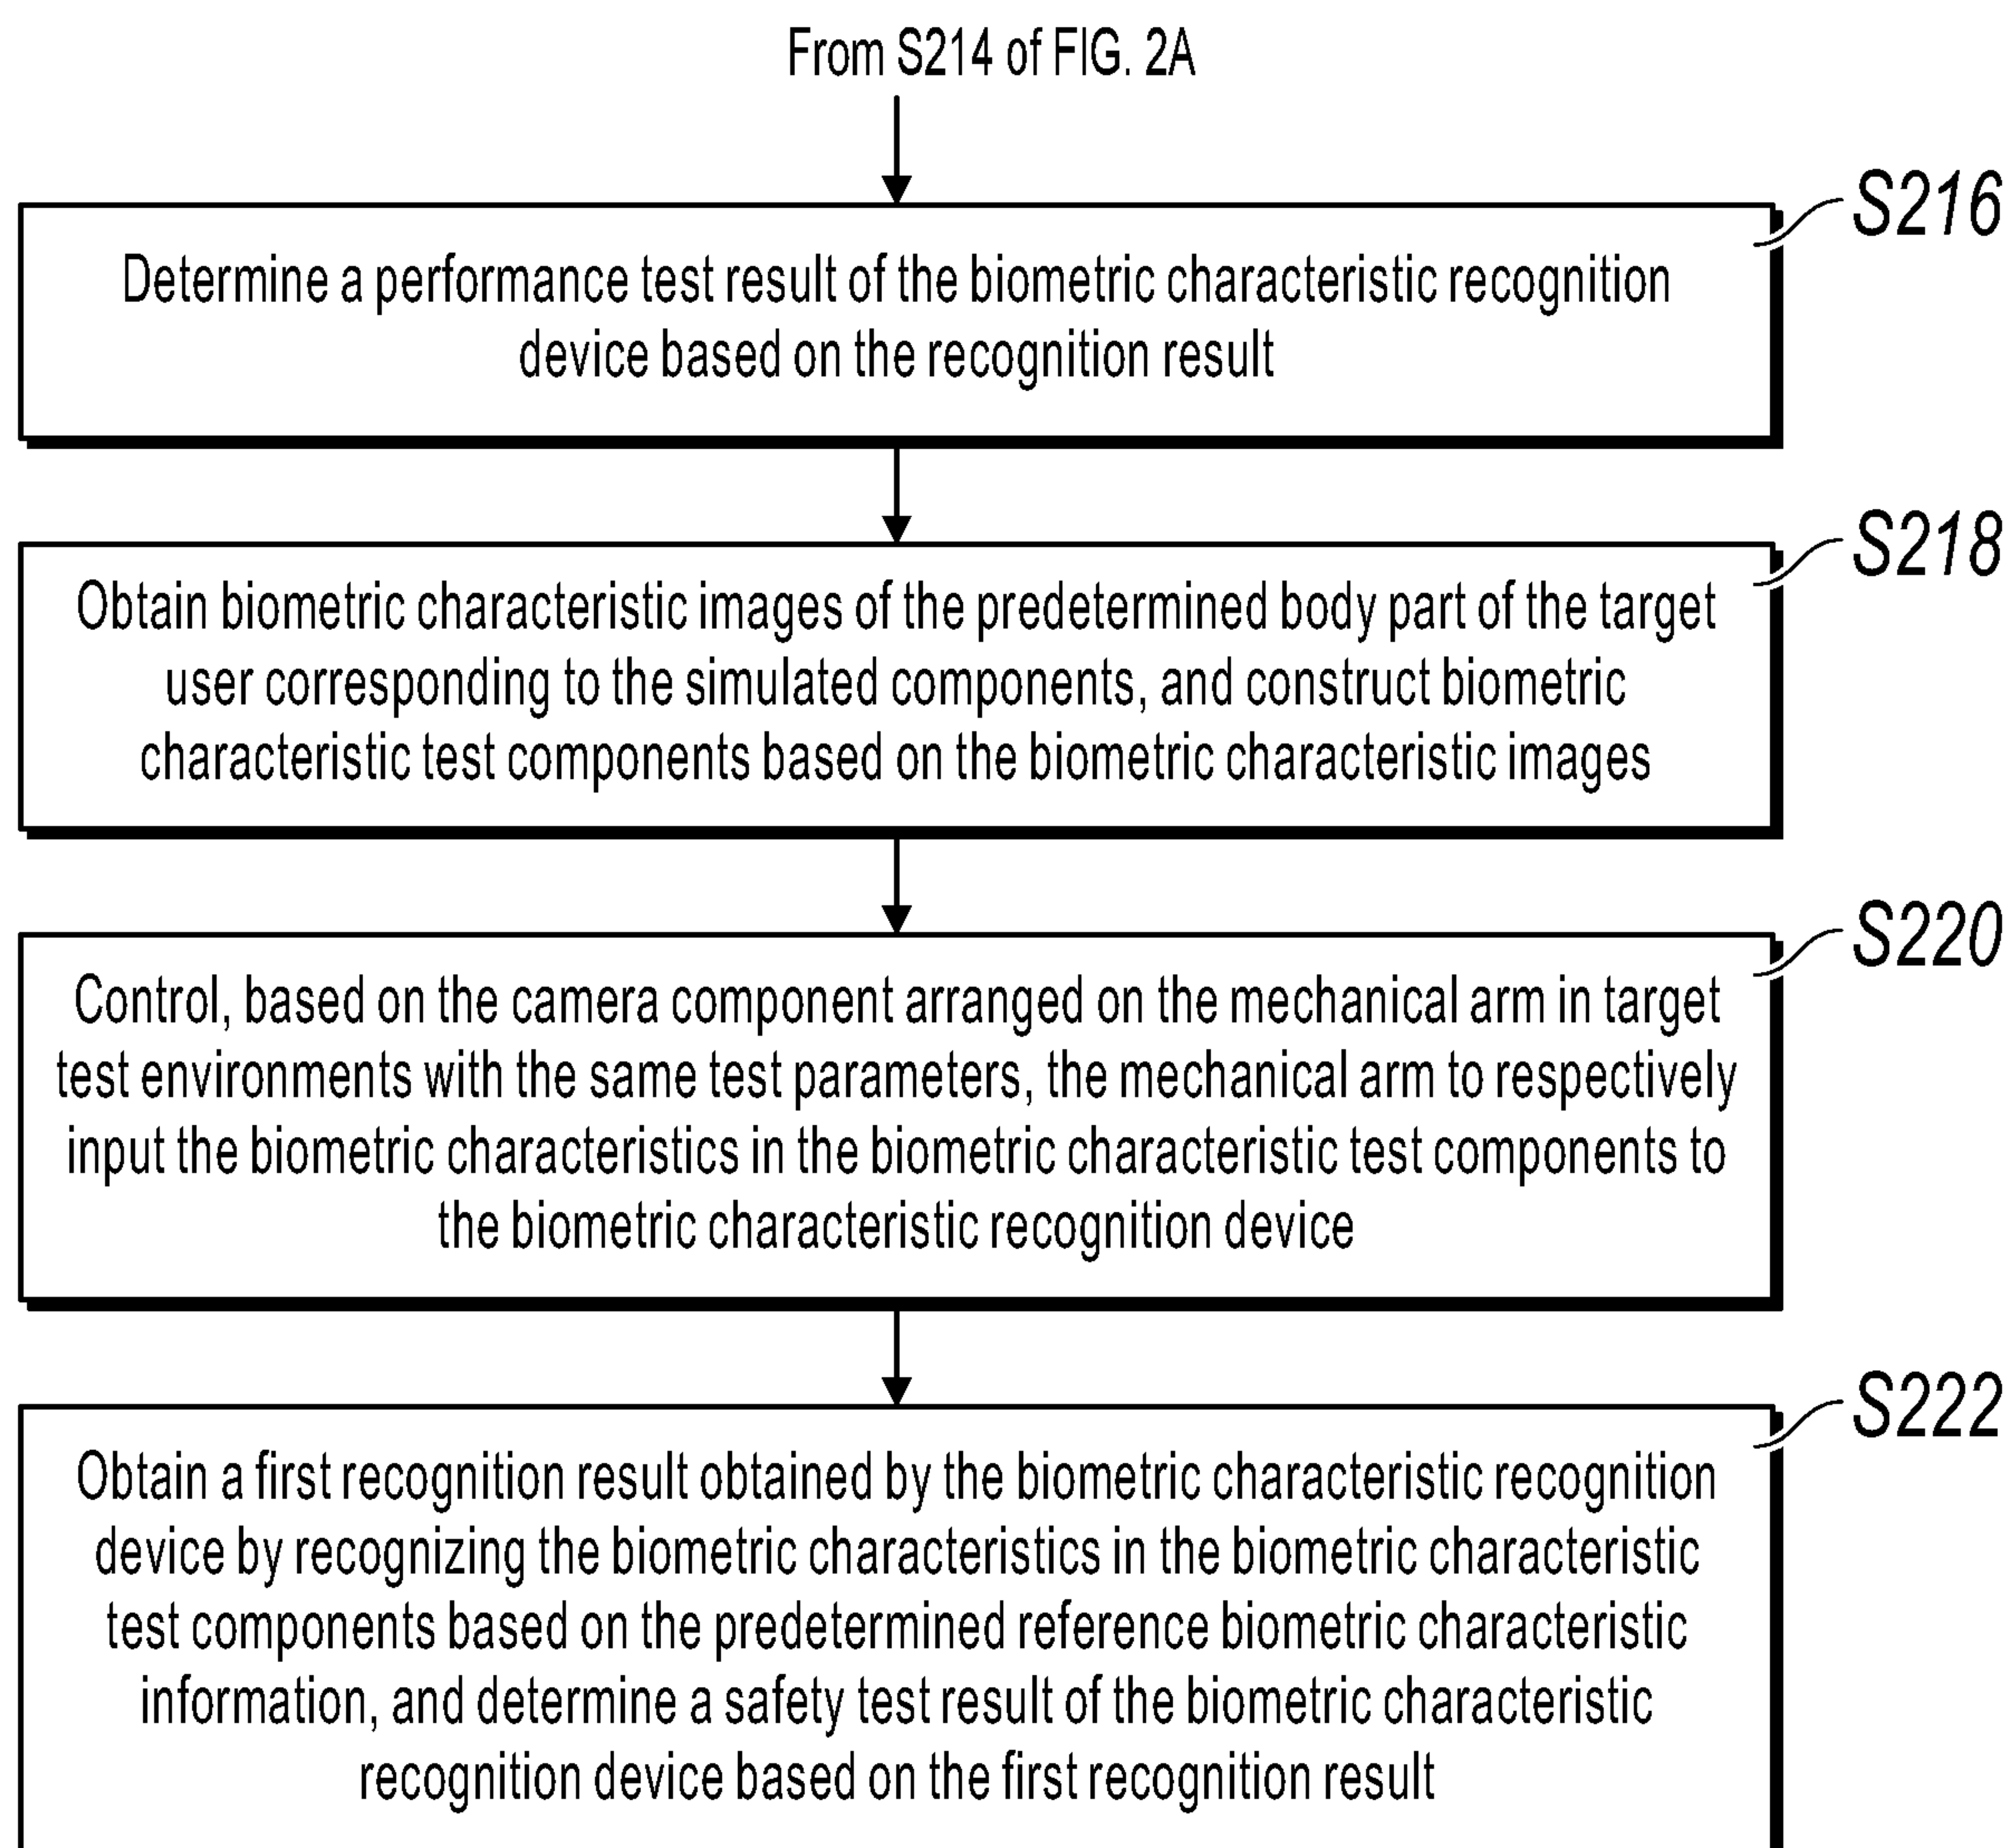 From S214 of FIG. 2A
S216
Determine a performance test result of the biometric characteristic recognition
device based on the recognition result
S218
Obtain biometric characteristic images of the predetermined body part of the target
user corresponding to the simulated components, and construct biometric
characteristic test components based on the biometric characteristic images
S220
Control, based on the camera component arranged on the mechanical arm in target
test environments with the same test parameters, the mechanical arm to respectively
input the biometric characteristics in the biometric characteristic test components to
the biometric characteristic recognition device
S222
Obtain a first recognition result obtained by the biometric characteristic recognition
device by recognizing the biometric characteristics in the biometric characteristic
test components based on the predetermined reference biometric characteristic
information, and determine a safety test result of the biometric characteristic
recognition device based on the first recognition result